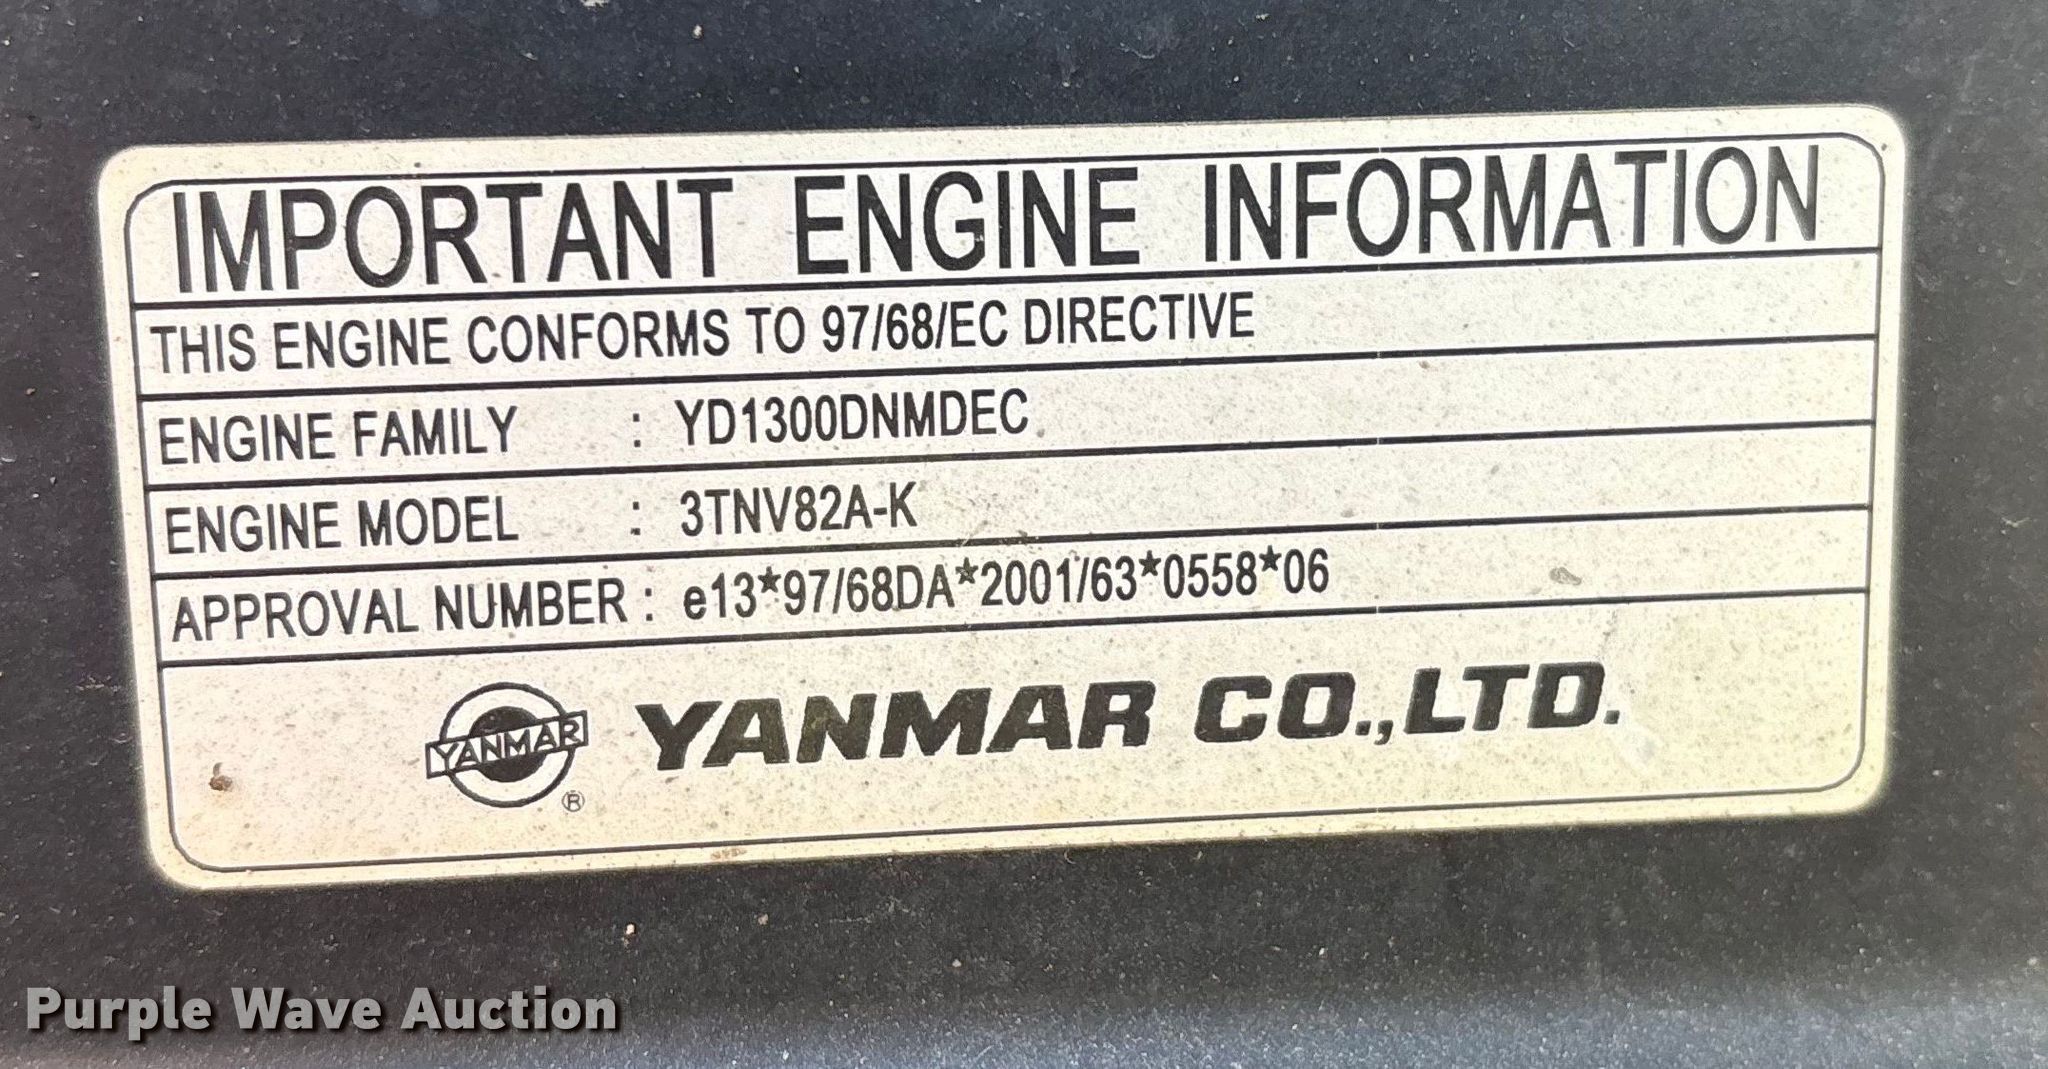 IMPORTANT ENGINE INFORMATION
THIS ENGINE CONFORMS TO 97/68/EC DIRECTIVE
ENGINE FAMILY : YD1300DNMDEC
ENGINE MODEL : 3TNV82A-K
APPROVAL NUMBER : e13*97/68DA*2001/63*0558*06
YANMAR ® YANMAR CO.,LTD.
Purple Wave Auction